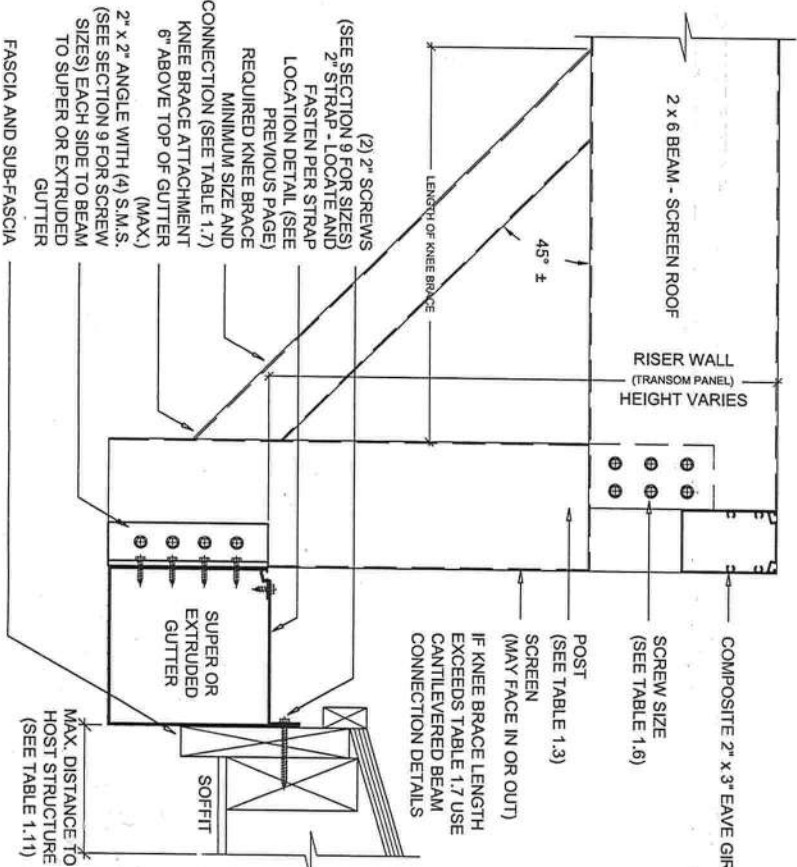 2 x 6 BEAM - SCREEN ROOF
RISER WALL
(TRANSOM PANEL)
HEIGHT VARIES
45° ±
LENGTH OF KNEE BRACE
COMPOSITE 2" x 3" EAVE GIR
SCREW SIZE
(SEE TABLE 1.6)
POST
(SEE TABLE 1.3)
SCREEN
(MAY FACE IN OR OUT)
IF KNEE BRACE LENGTH
EXCEEDS TABLE 1.7 USE
CANTILEVERED BEAM
CONNECTION DETAILS
(2) 2" SCREWS
(SEE SECTION 9 FOR SIZES)
2" STRAP - LOCATE AND
FASTEN PER STRAP
LOCATION DETAIL (SEE
PREVIOUS PAGE)
REQUIRED KNEE BRACE
MINIMUM SIZE AND
CONNECTION (SEE TABLE 1.7)
KNEE BRACE ATTACHMENT
6" ABOVE TOP OF GUTTER
(MAX.)
2" x 2" ANGLE WITH (4) S.M.S.
(SEE SECTION 9 FOR SCREW
SIZES) EACH SIDE TO BEAM
TO SUPER OR EXTRUDED
GUTTER
FASCIA AND SUB-FASCIA
SUPER OR
EXTRUDED
GUTTER
SOFFIT
MAX. DISTANCE TO
HOST STRUCTURE
(SEE TABLE 1.11)